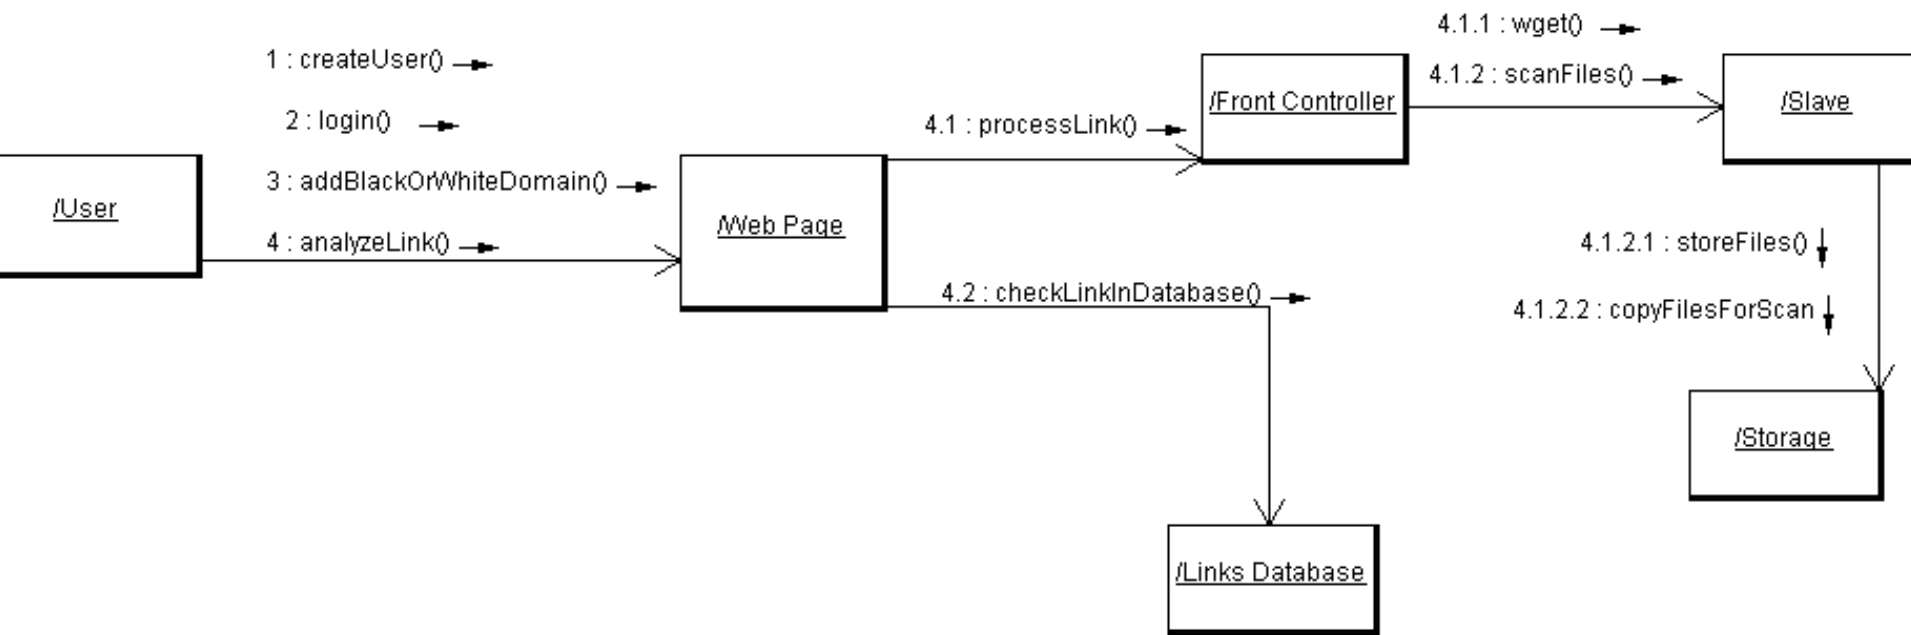 4.1.1 : wget()
1 : createUser()
4.1.2 : scanFiles()
/Front Controller
/Slave
2 : login()
4.1 : processLink()
3 : addBlackOrWhiteDomain()
/User
/Web Page
4 : analyzeLink()
4.1.2.1 : storeFiles()
4.2 : checkLinkInDatabase()
4.1.2.2 : copyFilesForScan
/Storage
/Links Database